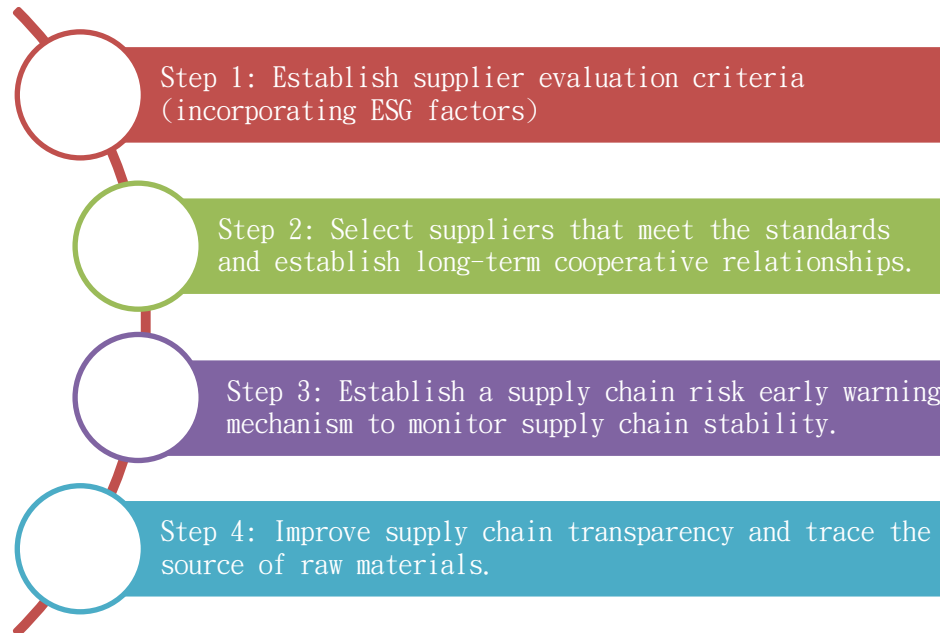 Step 1: Establish supplier evaluation criteria
(incorporating ESG factors)
Step 2: Select suppliers that meet the standards
and establish long-term cooperative relationships.
Step 3: Establish a supply chain risk early warning
mechanism to monitor supply chain stability.
Step 4: Improve supply chain transparency and trace the
source of raw materials.